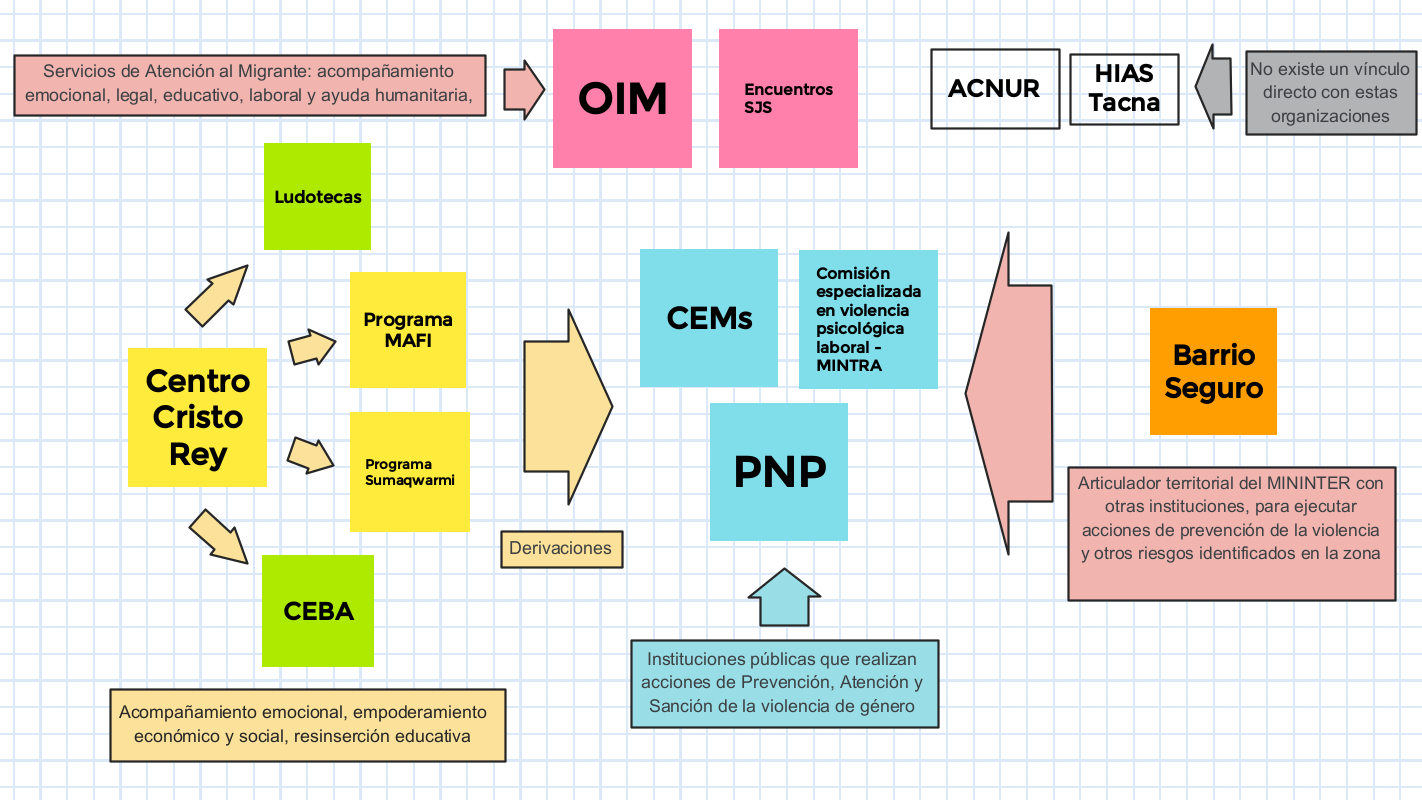 Servicios de Atención al Migrante: acompañamiento
emocional, legal, educativo, laboral y ayuda humanitaria,
OIM
Encuentros
SJS
ACNUR
HIAS
Tacna
No existe un vínculo
directo con estas
organizaciones
Ludotecas
Programa
MAFI
Centro
Cristo
Rey
Programa
Sumaqwarmi
CEBA
Acompañamiento emocional, empoderamiento
económico y social, resinserción educativa
Derivaciones
CEMs
Comisión
especializada
en violencia
psicológica
laboral -
MINTRA
PNP
Instituciones públicas que realizan
acciones de Prevención, Atención y
Sanción de la violencia de género
Barrio
Seguro
Articulador territorial del MININTER con
otras instituciones, para ejecutar
acciones de prevención de la violencia
y otros riesgos identificados en la zona